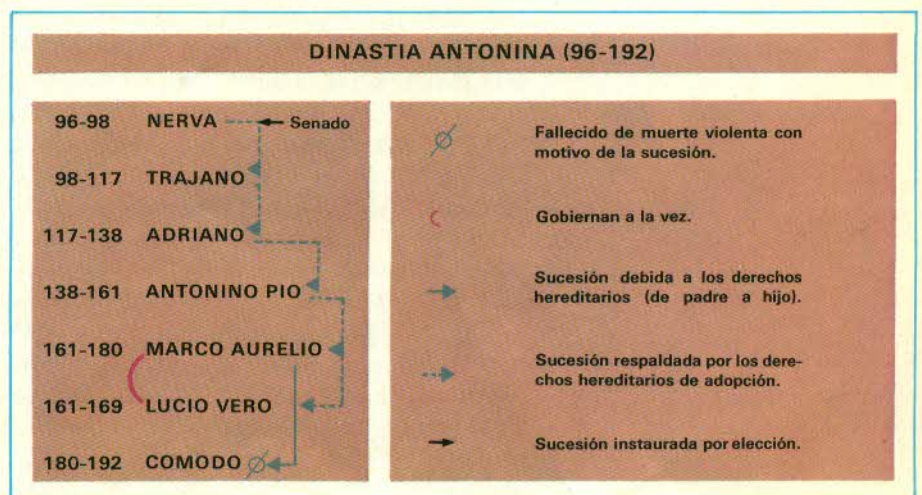 DINASTIA ANTONINA (96-192)
96-98 NERVA Senado
98-117 TRAJANO
117-138 ADRIANO
138-161 ANTONINO PIO
161-180 MARCO AURELIO
161-169 LUCIO VERO
180-192 COMODO
Fallecido de muerte violenta con
motivo de la sucesión.
Gobiernan a la vez.
Sucesión debida a los derechos
hereditarios (de padre a hijo).
Sucesión respaldada por los dere-
chos hereditarios de adopción.
Sucesión instaurada por elección.